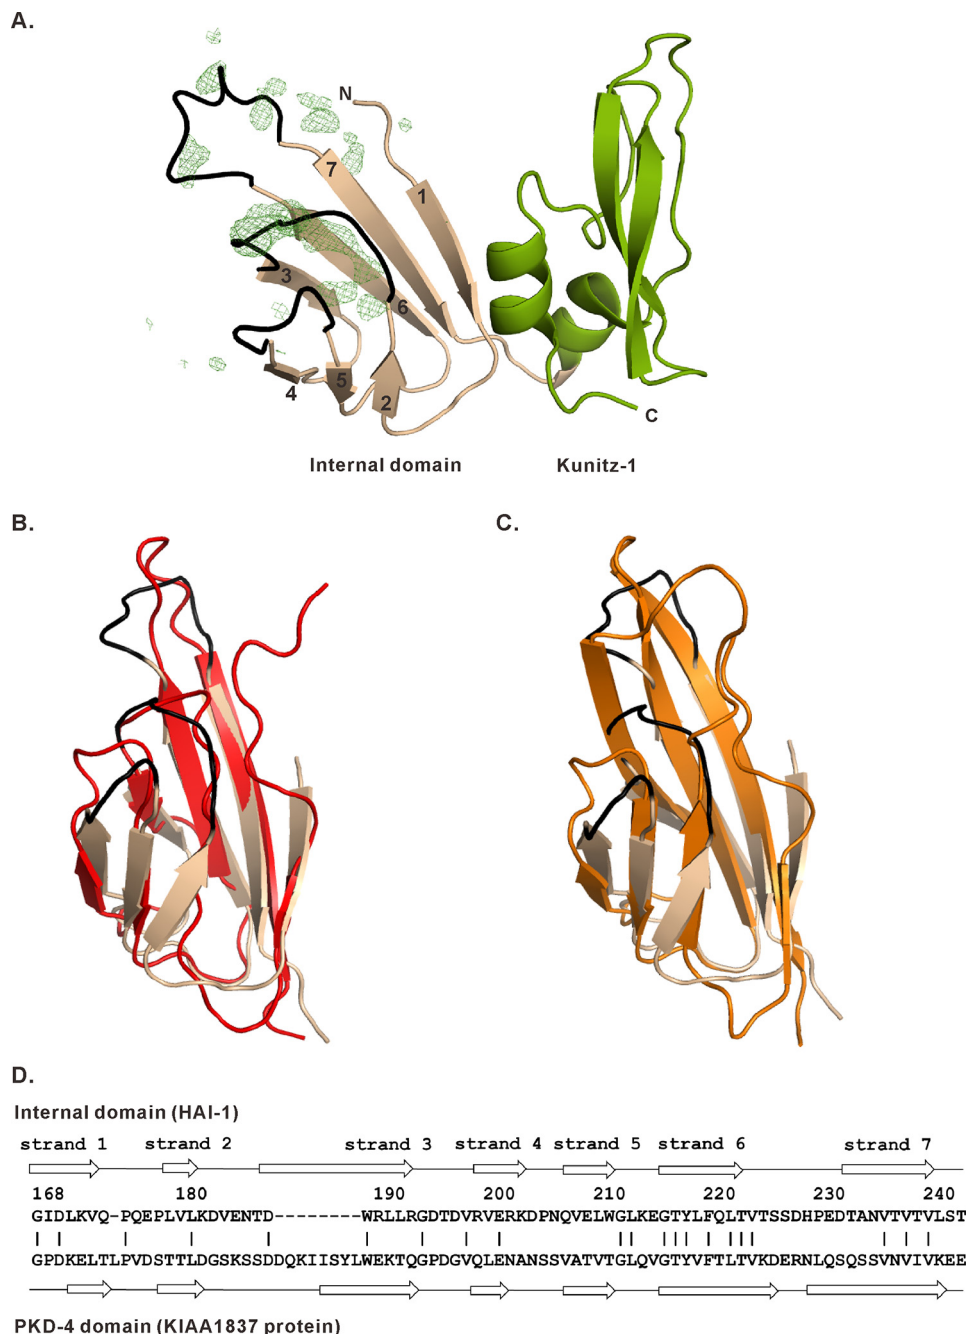 A.
N
7
1
3
6
5
4
2
C
Internal domain
Kunitz-1
B.
C.
D.
Internal domain (HAI-1)
strand 1 strand 2 strand 3 strand 4 strand 5 strand 6 strand 7
168 180 190 200 210 220 230 240
GIDLKVQ-PQEPLVLKDVENTD--------WRLLRGDTDVRVERKDPNQVELWGLKEGTYLFQLTVTSSDHPEDTANVTVTVLST
GPDKELTLPVDSTTLDGSKSSDDQKIISYLWEKTQGPDGVQLENANSSVATVTGLQVGTYVFTLTVKDERNLQSQSSVNVIVKEE
PKD-4 domain (KIAA1837 protein)